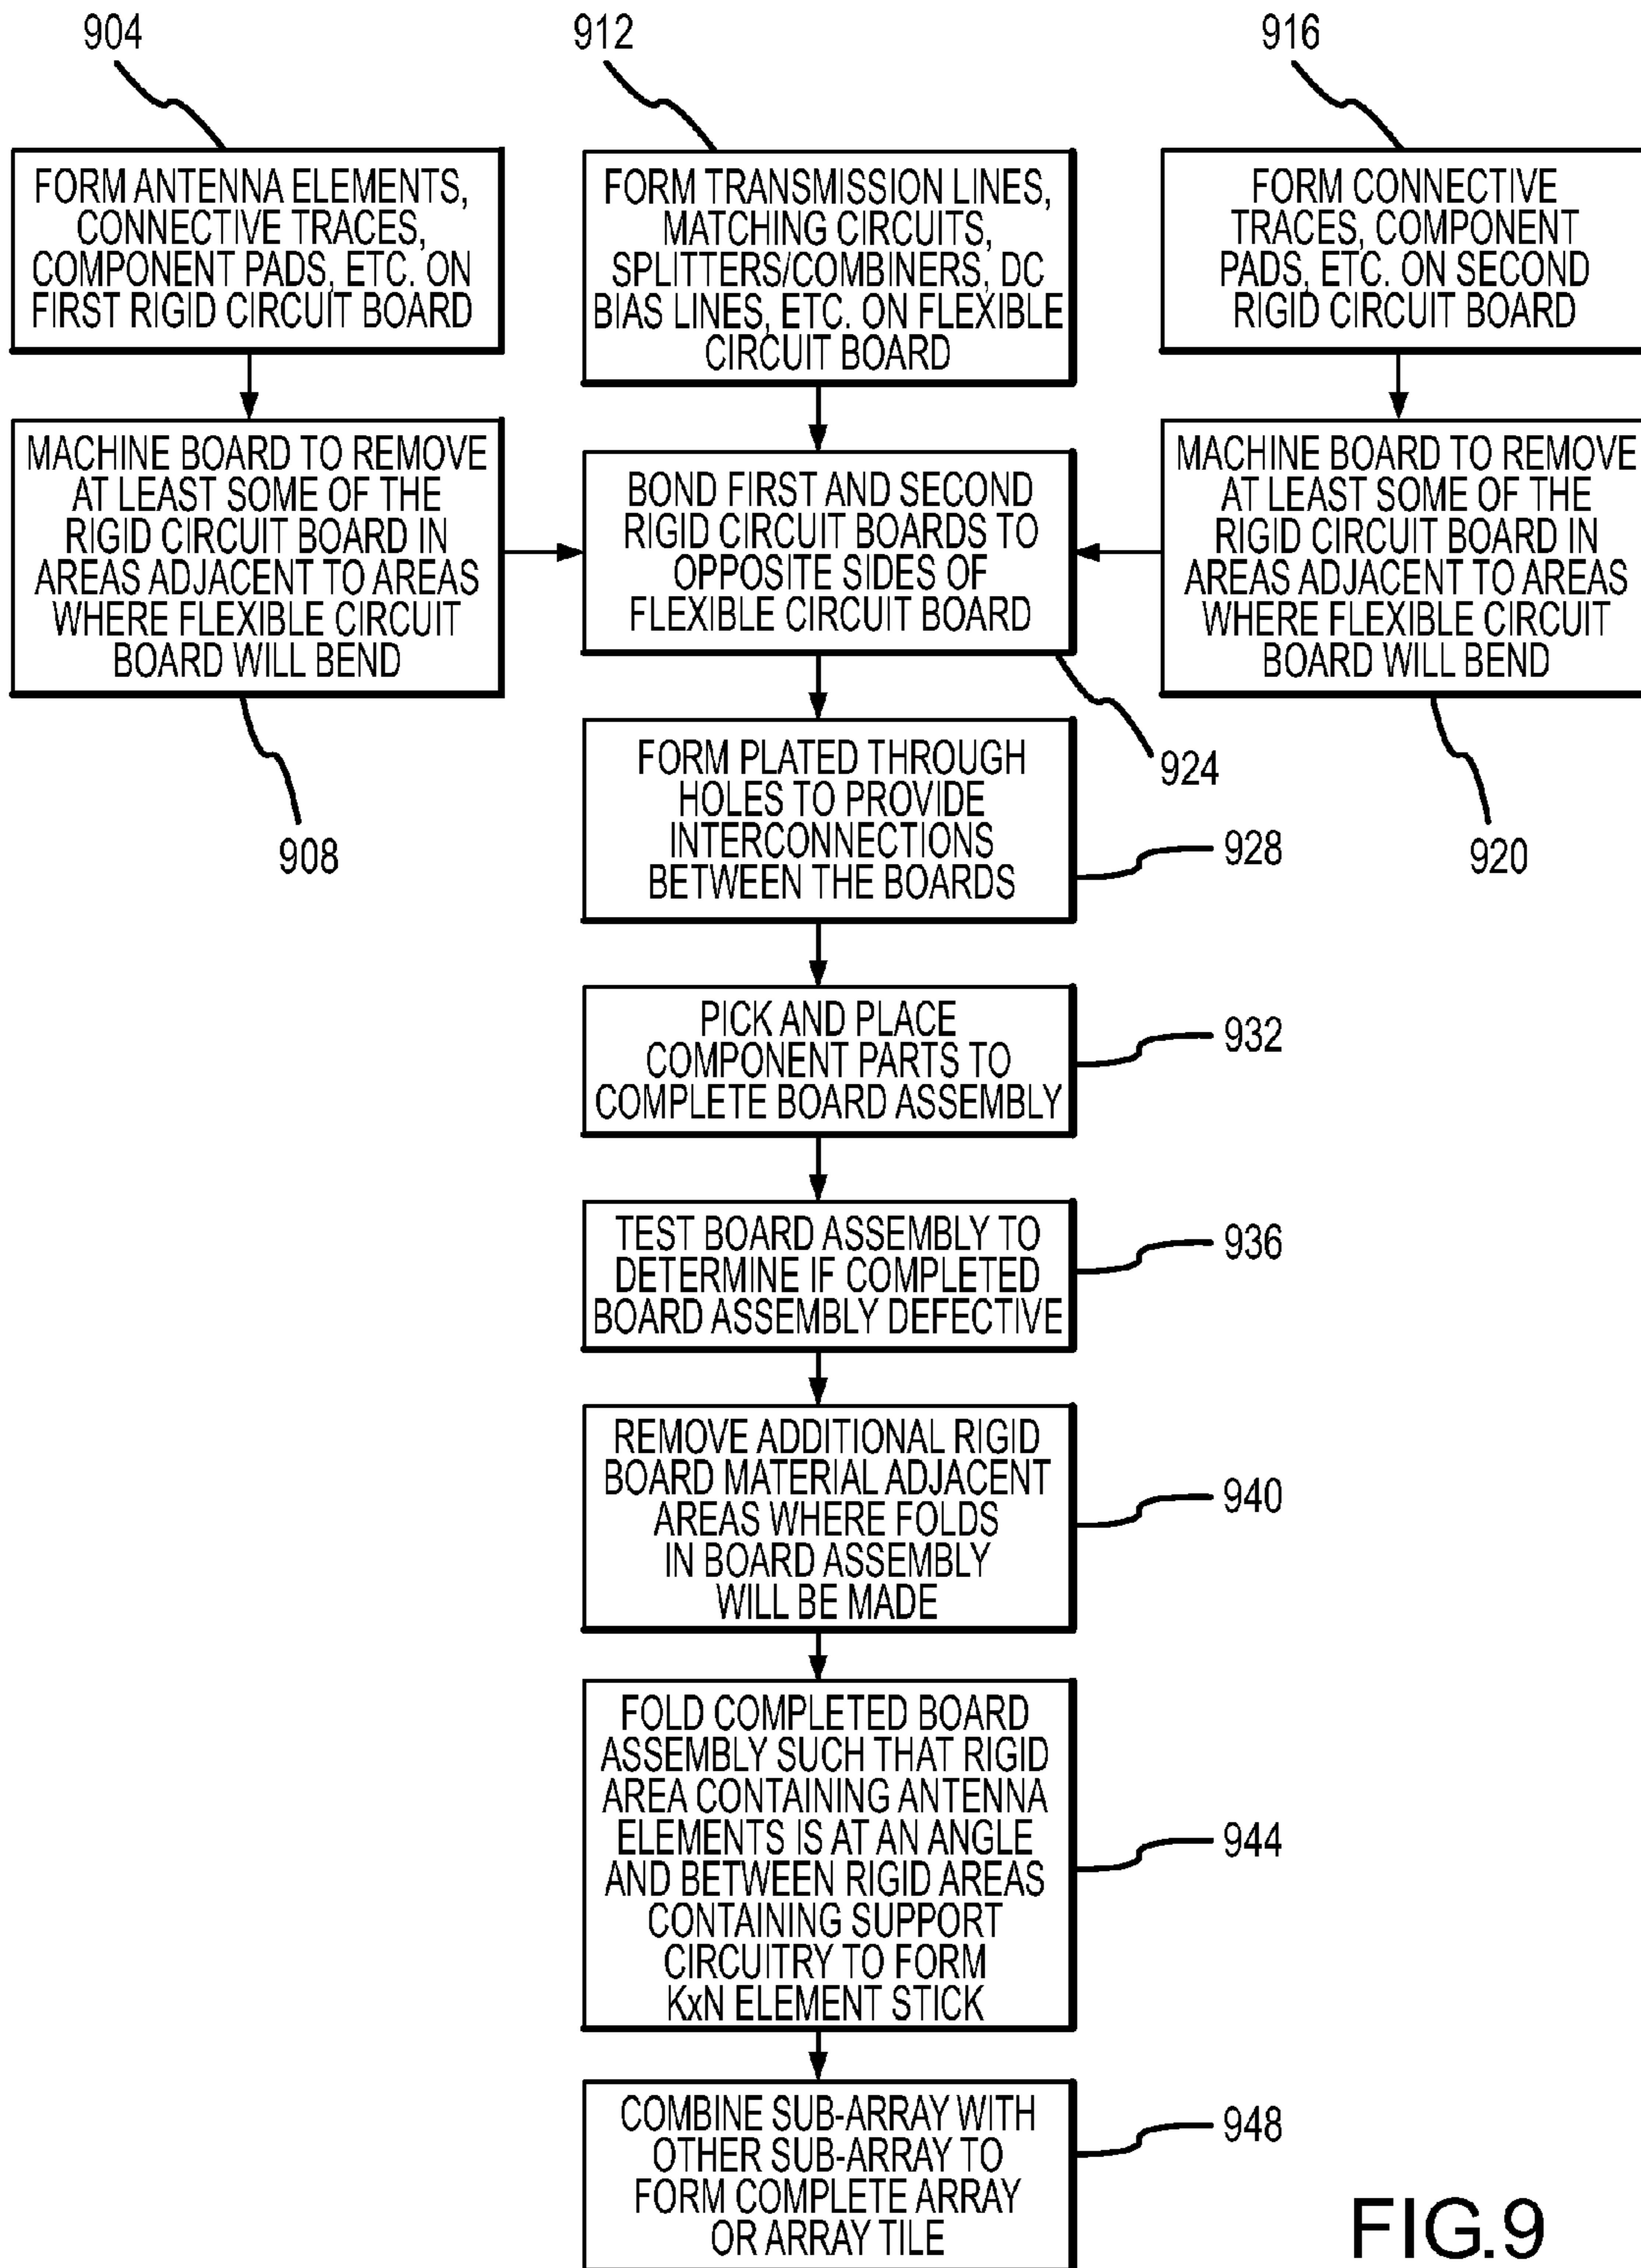 904
FORM ANTENNA ELEMENTS,
CONNECTIVE TRACES,
COMPONENT PADS, ETC. ON
FIRST RIGID CIRCUIT BOARD
912
FORM TRANSMISSION LINES,
MATCHING CIRCUITS,
SPLITTERS/COMBINERS, DC
BIAS LINES, ETC. ON FLEXIBLE
CIRCUIT BOARD
916
FORM CONNECTIVE
TRACES, COMPONENT
PADS, ETC. ON SECOND
RIGID CIRCUIT BOARD
MACHINE BOARD TO REMOVE
AT LEAST SOME OF THE
RIGID CIRCUIT BOARD IN
AREAS ADJACENT TO AREAS
WHERE FLEXIBLE CIRCUIT
BOARD WILL BEND
908
BOND FIRST AND SECOND
RIGID CIRCUIT BOARDS TO
OPPOSITE SIDES OF
FLEXIBLE CIRCUIT BOARD
924
MACHINE BOARD TO REMOVE
AT LEAST SOME OF THE
RIGID CIRCUIT BOARD IN
AREAS ADJACENT TO AREAS
WHERE FLEXIBLE CIRCUIT
BOARD WILL BEND
920
FORM PLATED THROUGH
HOLES TO PROVIDE
INTERCONNECTIONS
BETWEEN THE BOARDS
928
PICK AND PLACE
COMPONENT PARTS TO
COMPLETE BOARD ASSEMBLY
932
TEST BOARD ASSEMBLY TO
DETERMINE IF COMPLETED
BOARD ASSEMBLY DEFECTIVE
936
REMOVE ADDITIONAL RIGID
BOARD MATERIAL ADJACENT
AREAS WHERE FOLDS
IN BOARD ASSEMBLY
WILL BE MADE
940
FOLD COMPLETED BOARD
ASSEMBLY SUCH THAT RIGID
AREA CONTAINING ANTENNA
ELEMENTS IS AT AN ANGLE
AND BETWEEN RIGID AREAS
CONTAINING SUPPORT
CIRCUITRY TO FORM
KxN ELEMENT STICK
944
COMBINE SUB-ARRAY WITH
OTHER SUB-ARRAY TO
FORM COMPLETE ARRAY
OR ARRAY TILE
948
FIG.9